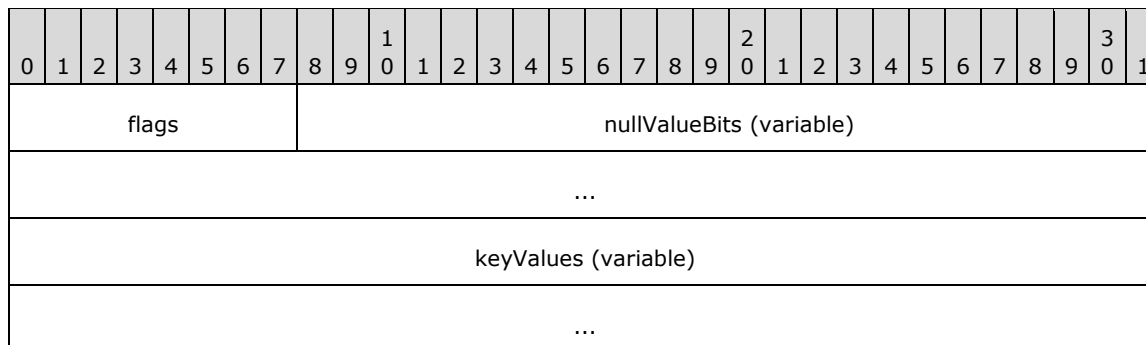 1 2 3
0 1 2 3 4 5 6 7 8 9 0 1 2 3 4 5 6 7 8 9 0 1 2 3 4 5 6 7 8 9 0 1
flags nullValueBits (variable)
...
keyValues (variable)
...